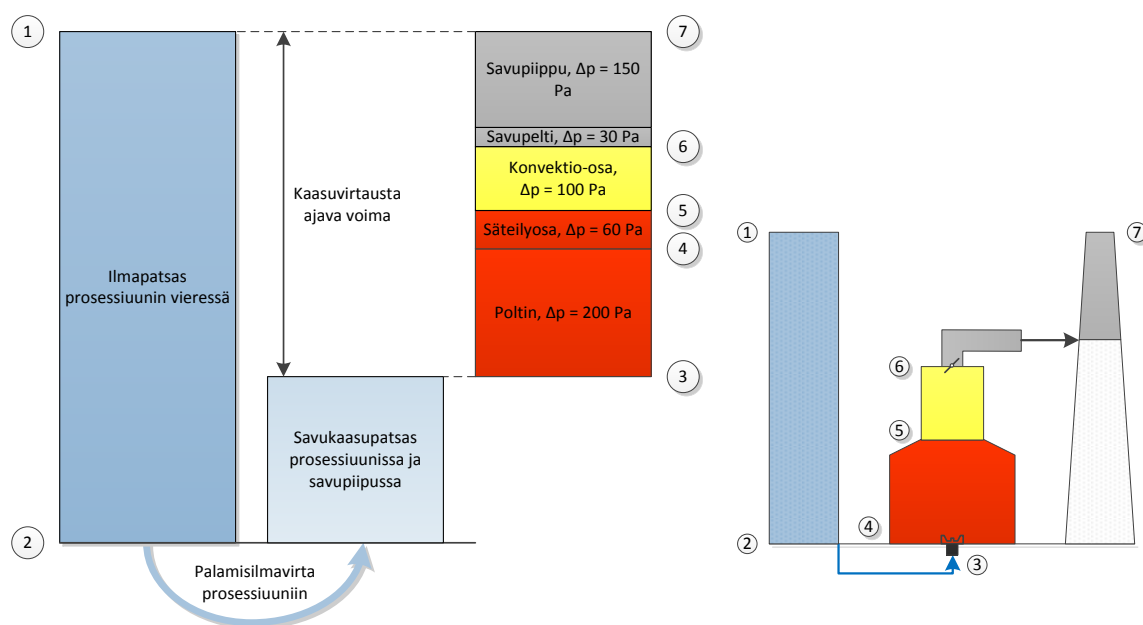 1
7
Savupiippu, Δp = 150
Pa
Savupelti, Δp = 30 Pa
6
Konvektio-osa,
Δp = 100 Pa
Kaasuvirtausta
ajava voima
5
Säteilyosa, Δp = 60 Pa
4
Ilmapatsas
prosessiuunin vieressä
Poltin, Δp = 200 Pa
3
Savukaasupatsas
prosessiuunissa ja
savupiipussa
2
Palamisilmavirta
prosessiuuniin
1
7
6
5
4
2
3